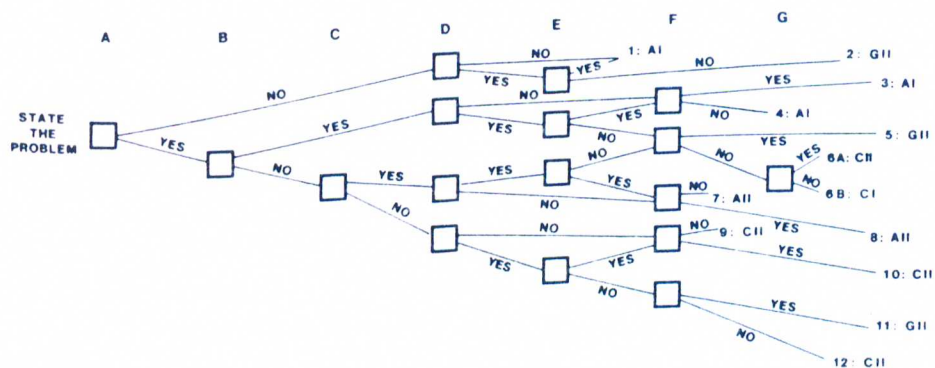 A B C D E F G
STATE THE PROBLEM
NO
YES
YES
NO
YES
NO
NO
YES
NO
YES
YES
NO
NO
YES
YES
NO
YES
NO
NO
YES
YES
NO
YES
NO
YES
NO
YES
NO
NO
YES
NO
YES
YES
NO
1: AI
2: GII
3: AI
4: AI
5: GII
6A: CII
6B: CI
7: AII
8: AII
9: CII
10: CII
11: GII
12: CII